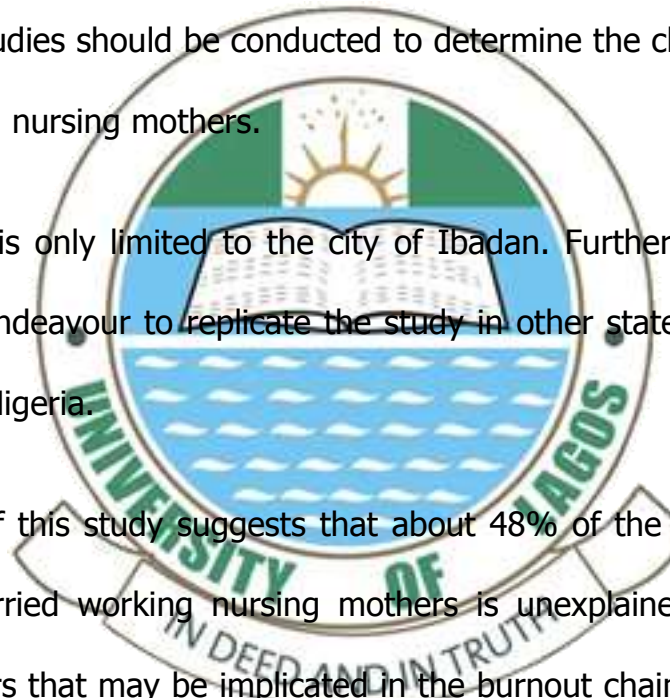 udies should be conducted to determine the cl
nursing mothers.
is only limited to the city of Ibadan. Further
ndeavour to replicate the study in other state
ligeria.
f this study suggests that about 48% of the
rried working nursing mothers is unexplaine
rs that may be implicated in the burnout chain
UNIVERSITY OF LAGOS
IN DEED AND IN TRUTH